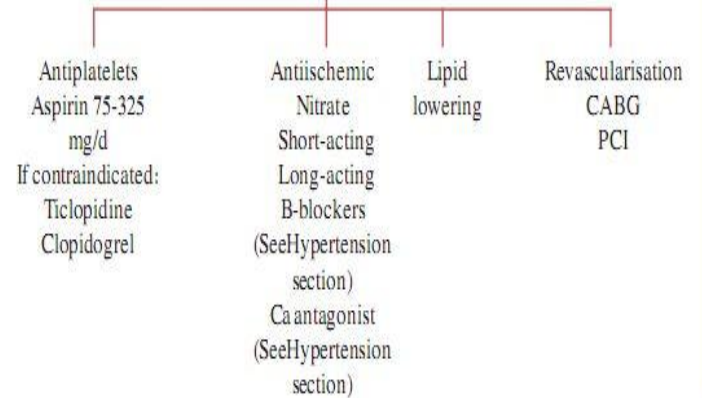 Antiplatelets
Aspirin 75-325
mg/d
If contraindicated:
Ticlopidine
Clopidogrel
Antiischemic
Nitrate
Short-acting
Long-acting
B-blockers
(SeeHypertension
section)
Ca antagonist
(SeeHypertension
section)
Lipid
lowering
Revascularisation
CABG
PCI